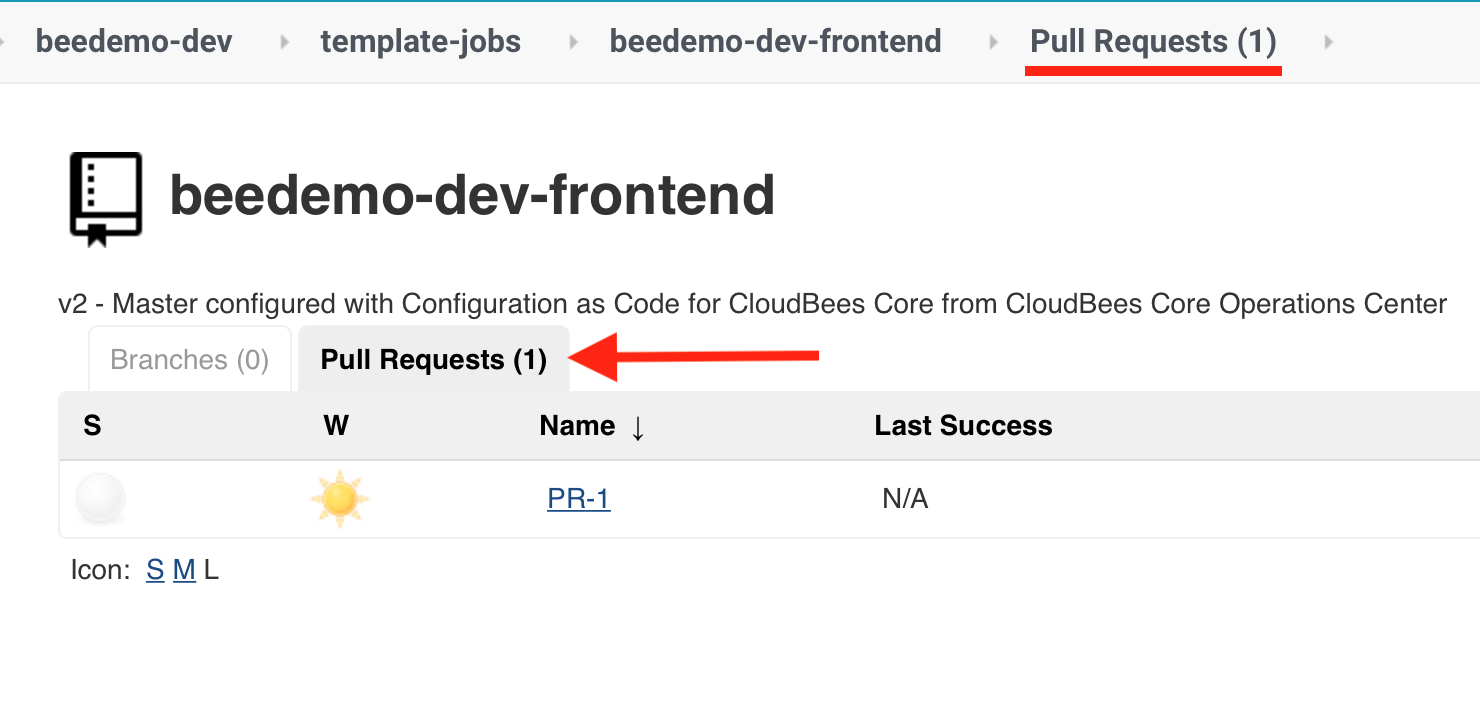 beedemo-dev template-jobs beedemo-dev-frontend Pull Requests (1)
beedemo-dev-frontend
v2 - Master configured with Configuration as Code for CloudBees Core from CloudBees Core Operations Center
Branches (0) Pull Requests (1)
S W Name ↓ Last Success
PR-1 N/A
Icon: S M L